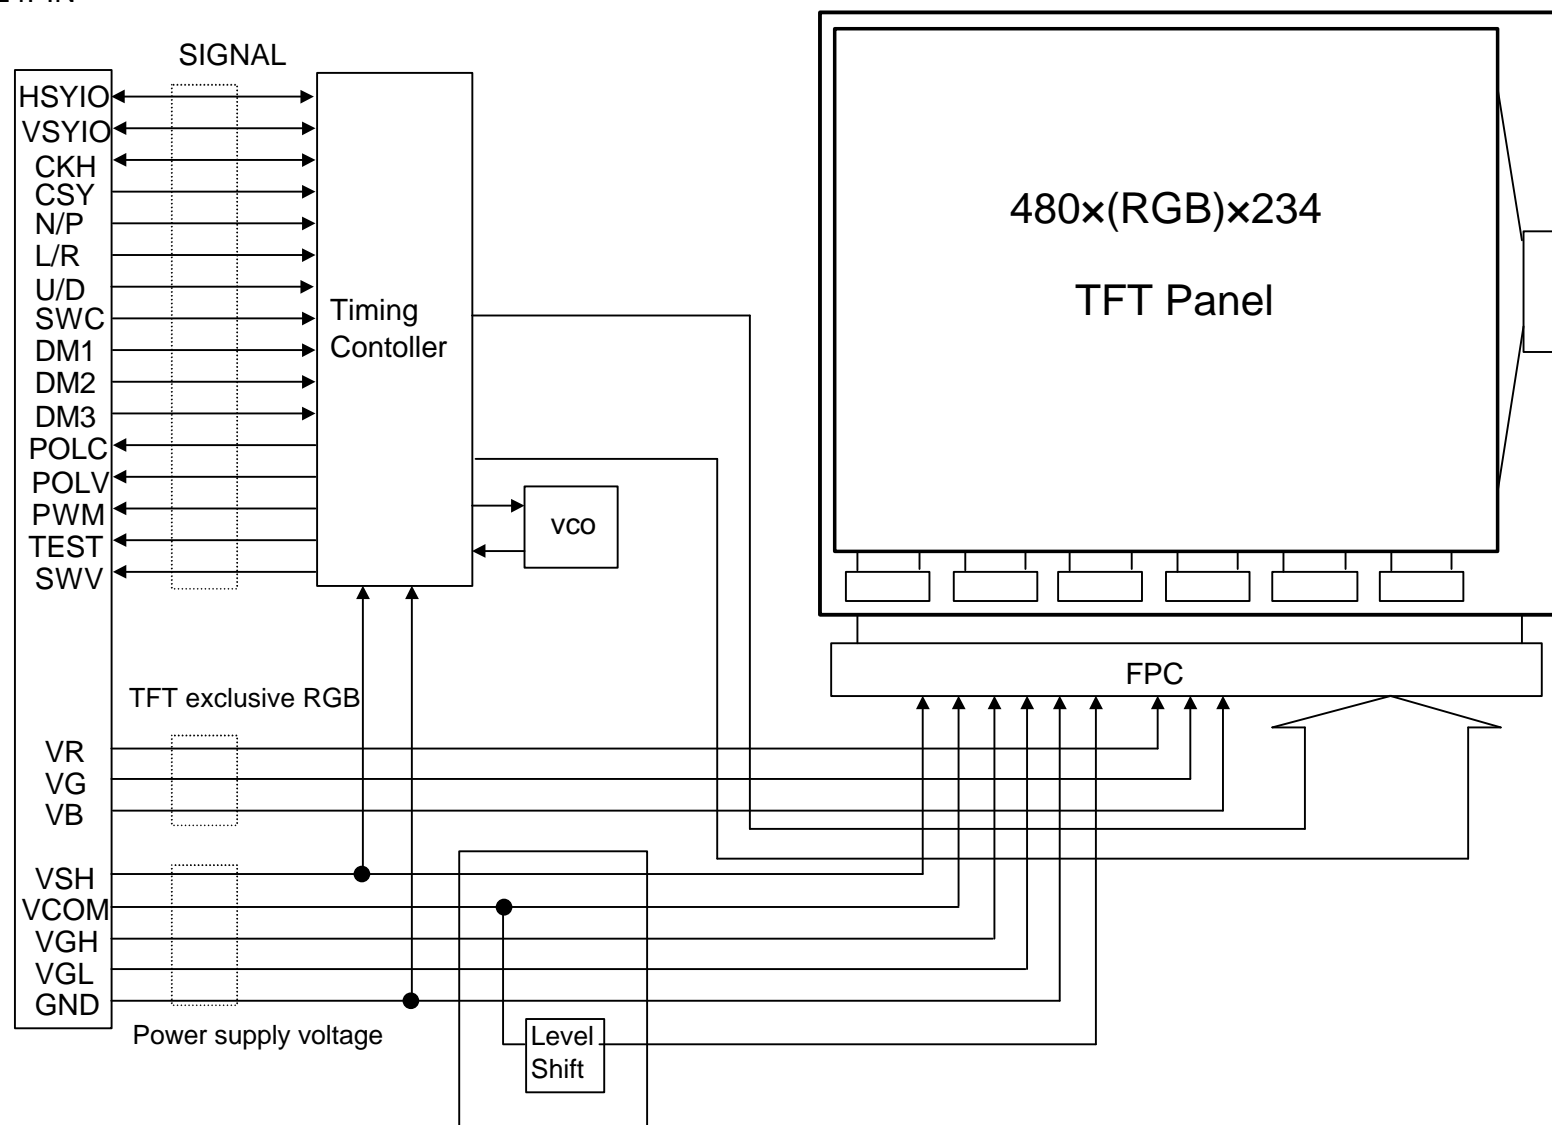 SIGNAL
HSYIO
VSYIO
CKH
CSY
N/P
L/R
U/D
SWC
DM1
DM2
DM3
POLC
POLV
PWM
TEST
SWV
Timing
Contoller
vco
480×(RGB)×234
TFT Panel
FPC
TFT exclusive RGB
VR
VG
VB
VSH
VCOM
VGH
VGL
GND
Power supply voltage
Level
Shift